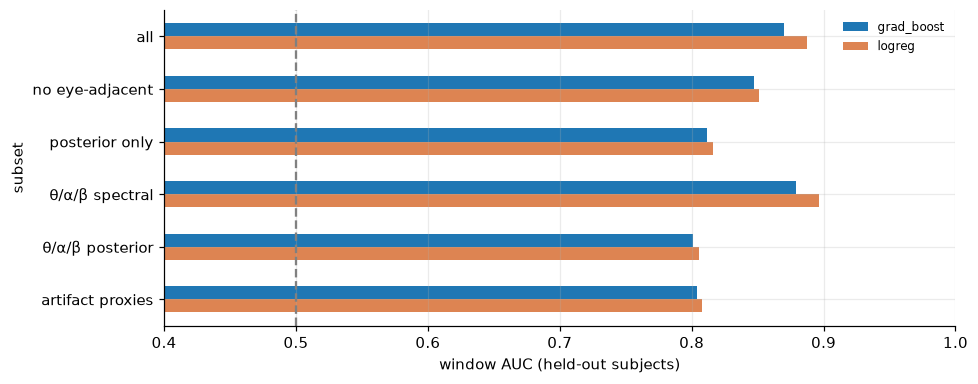 grad_boost
logreg
all
no eye-adjacent
posterior only
θ/α/β spectral
θ/α/β posterior
artifact proxies
subset
0.4 0.5 0.6 0.7 0.8 0.9 1.0
window AUC (held-out subjects)